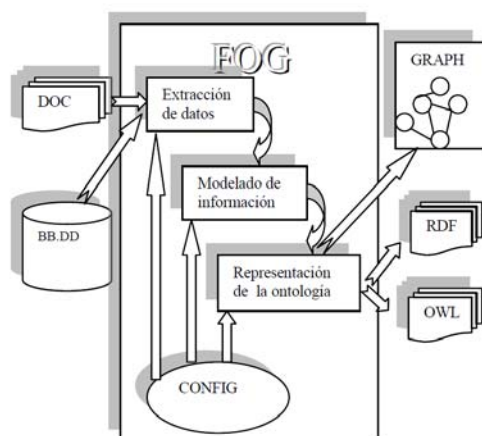 FOG
GRAPH
DOC
Extracción
de datos
Modelado de
información
BB.DD
RDF
Representación
de la ontología
OWL
CONFIG